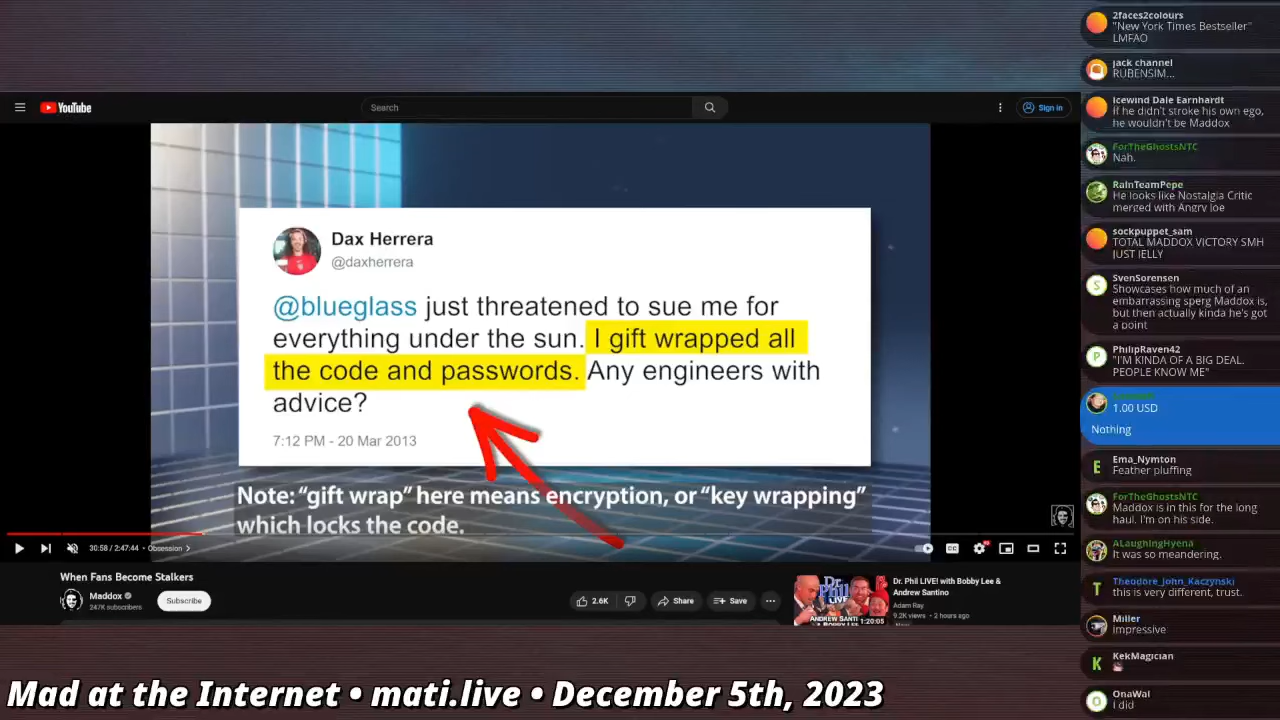 YouTube
Search
Sign in
Dax Herrera
@daxherrera
@blueglass just threatened to sue me for
everything under the sun. I gift wrapped all
the code and passwords. Any engineers with
advice?
7:12 PM - 20 Mar 2013
Note: “gift wrap” here means encryption, or “key wrapping”
which locks the code.
30:58 / 2:47:44 • Obsession
When Fans Become Stalkers
Maddox
247K subscribers
Subscribe
2.6K
Share
Save
Dr. Phil LIVE! with Bobby Lee &
Andrew Santino
Adam Ray
9.2K views • 2 hours ago
1:20:05
Mad at the Internet • mati.live • December 5th, 2023
2faces2colours
"New York Times Bestseller"
LMFAO
jack channel
RUBENSIM...
Icewind Dale Earnhardt
If he didn't stroke his own ego,
he wouldn't be Maddox
ForTheGhostsNTC
Nah.
RainTeamPepe
He looks like Nostalgia Critic
merged with Angry Joe
sockpuppet_sam
TOTAL MADDOX VICTORY SMH
JUST JELLY
SvenSorensen
Showcases how much of an
embarrassing sperg Maddox is,
but then actually kinda he's got
a point
PhilipRaven42
"I'M KINDA OF A BIG DEAL.
PEOPLE KNOW ME"
1.00 USD
Nothing
Ema_Nymton
Feather pluffing
ForTheGhostsNTC
Maddox is in this for the long
haul. I'm on his side.
ALaughingHyena
It was so meandering.
Theodore_John_Kaczynski
this is very different, trust.
Miller
impressive
KekMagician
OnaWal
I did